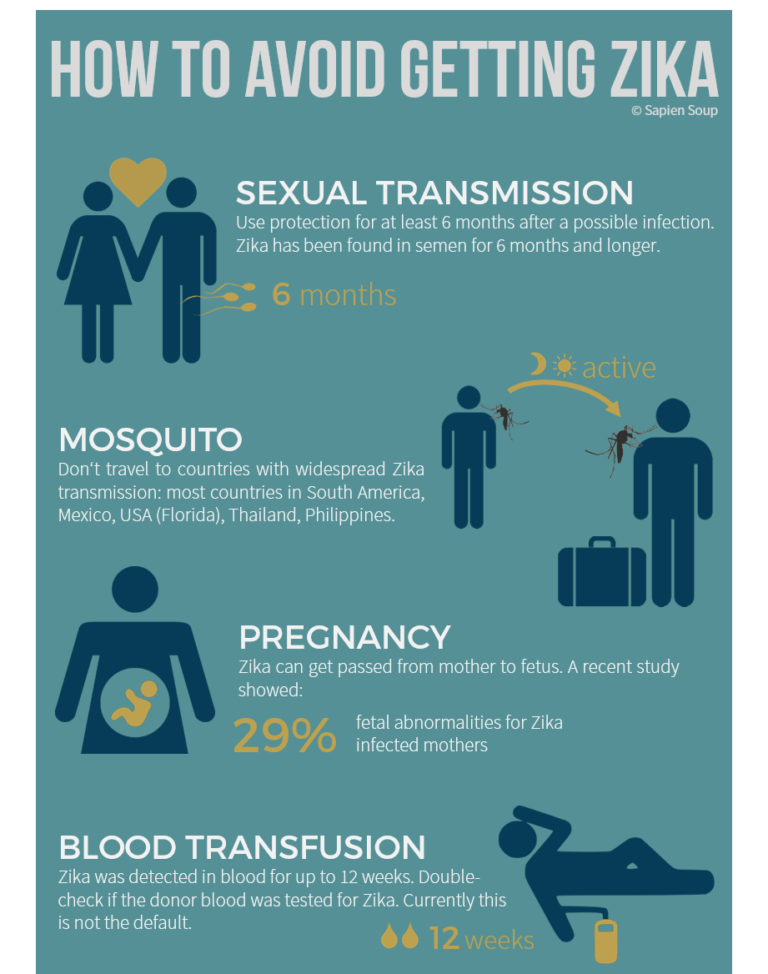 HOW TO AVOID GETTING ZIKA
© Sapien Soup
SEXUAL TRANSMISSION
Use protection for at least 6 months after a possible infection.
Zika has been found in semen for 6 months and longer.
6 months
active
MOSQUITO
Don't travel to countries with widespread Zika
transmission: most countries in South America,
Mexico, USA (Florida), Thailand, Philippines.
PREGNANCY
Zika can get passed from mother to fetus. A recent study
showed:
29%
fetal abnormalities for Zika
infected mothers
BLOOD TRANSFUSION
Zika was detected in blood for up to 12 weeks. Double-
check if the donor blood was tested for Zika. Currently this
is not the default.
12 weeks